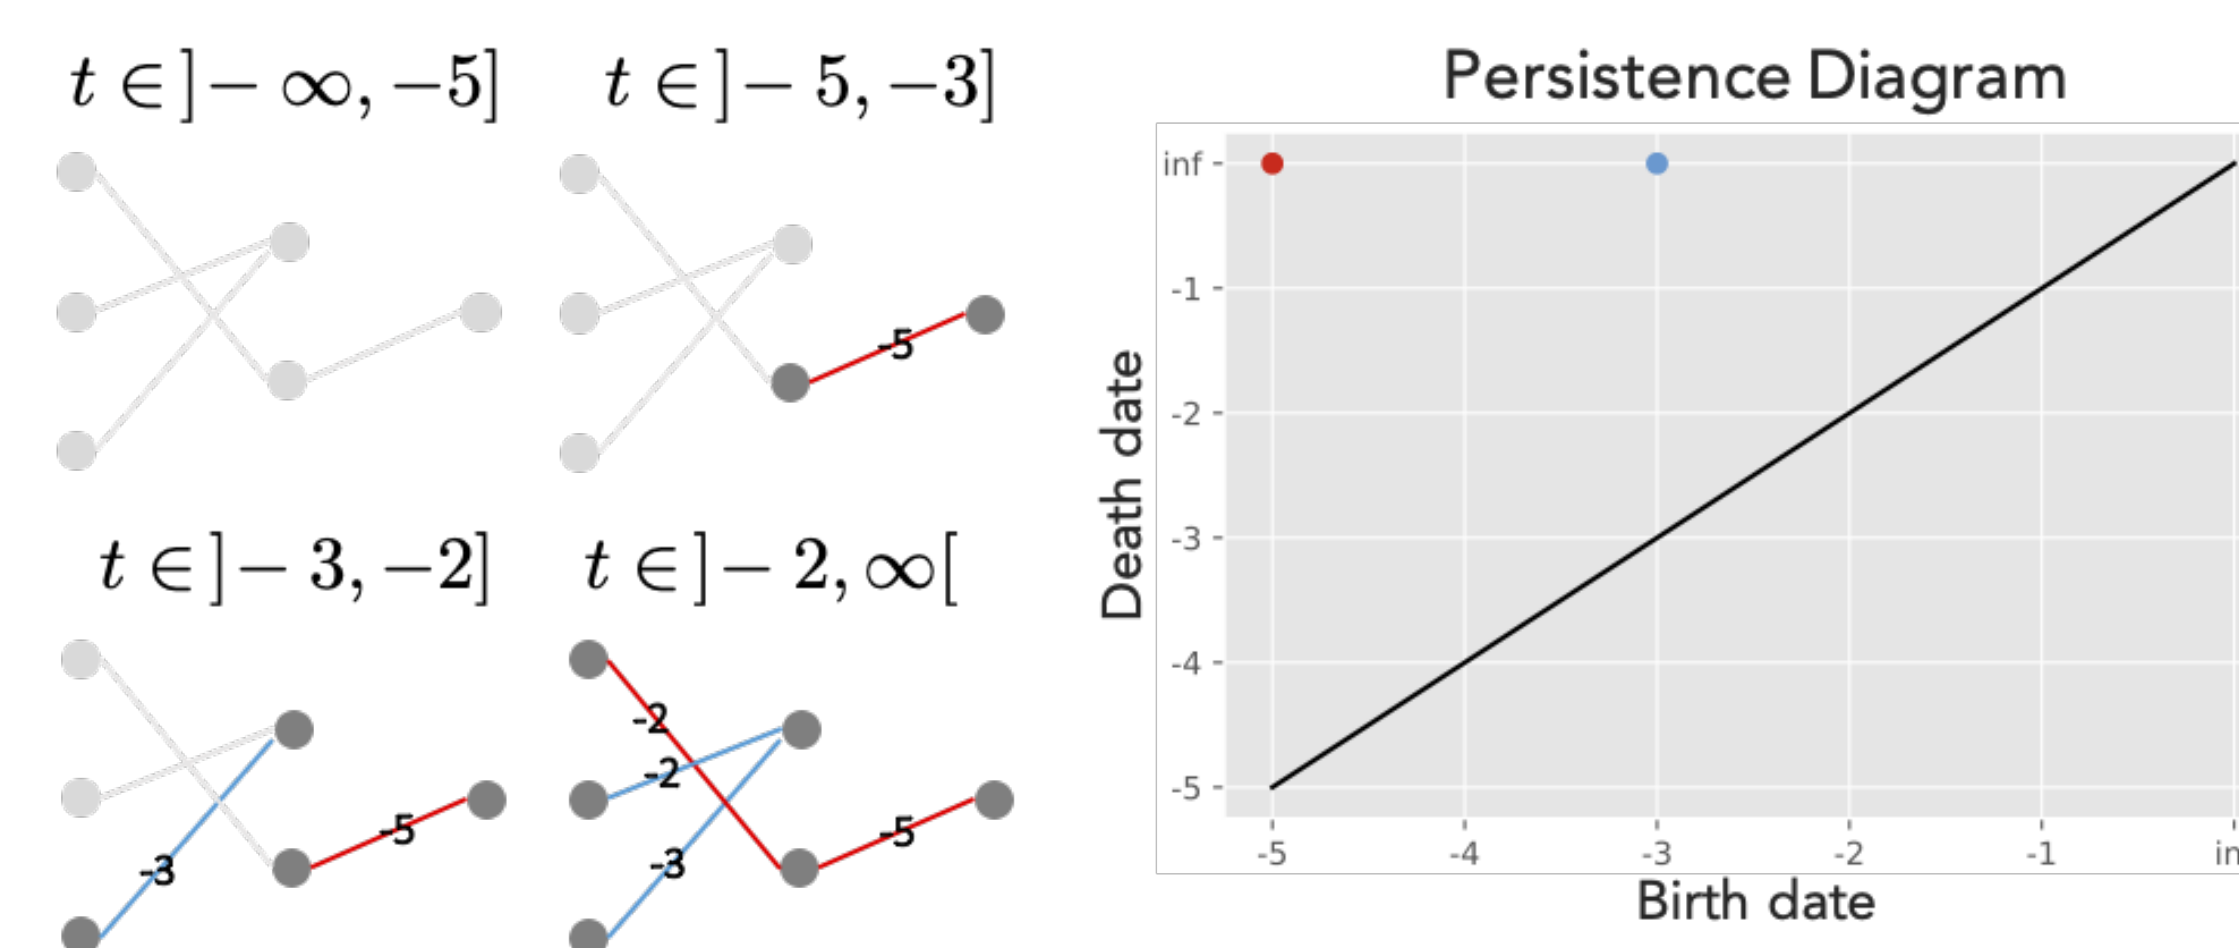 t ∈ ]− ∞, −5]
t ∈ ]− 5, −3]
-5
t ∈ ]− 3, −2]
-5
-3
t ∈ ]− 2, ∞[
-2
-2
-5
-3
Persistence Diagram
inf
-1
-2
-3
-4
-5
Death date
-5 -4 -3 -2 -1
Birth date